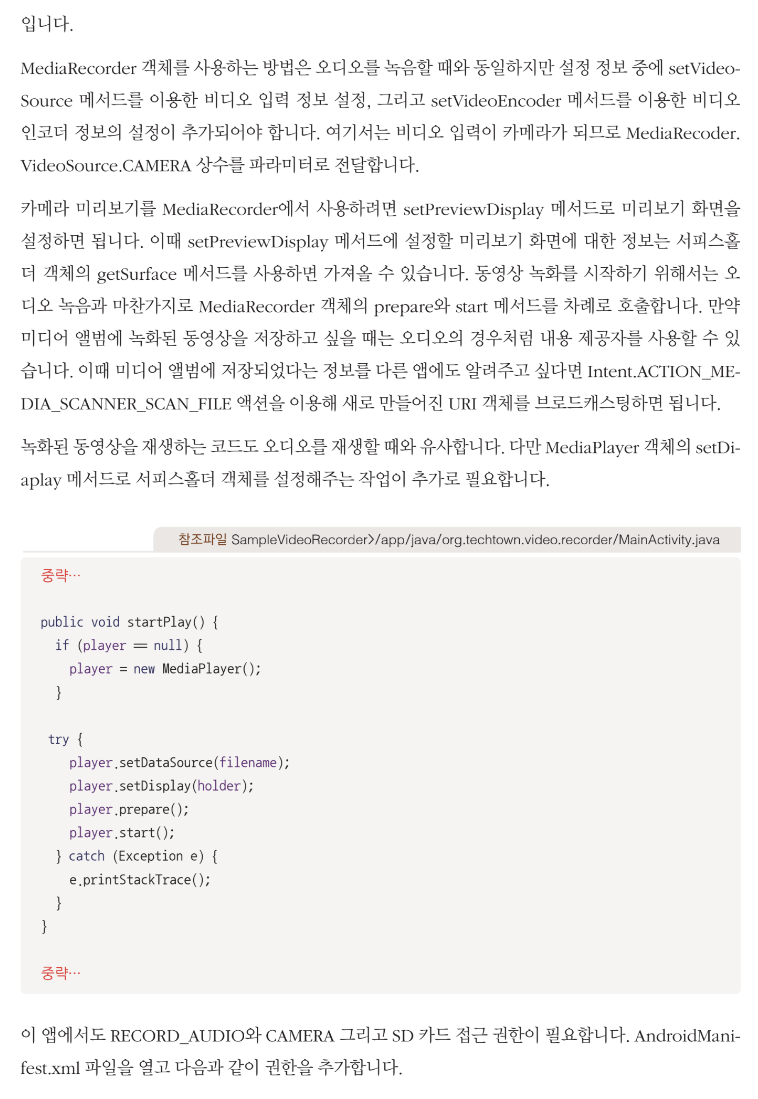 입니다.
MediaRecorder 객체를 사용하는 방법은 오디오를 녹음할 때와 동일하지만 설정 정보 중에 setVideo-
Source 메서드를 이용한 비디오 입력 정보 설정, 그리고 setVideoEncoder 메서드를 이용한 비디오
인코더 정보의 설정이 추가되어야 합니다. 여기서는 비디오 입력이 카메라가 되므로 MediaRecoder.
VideoSource.CAMERA 상수를 파라미터로 전달합니다.
카메라 미리보기를 MediaRecorder에서 사용하려면 setPreviewDisplay 메서드로 미리보기 화면을
설정하면 됩니다. 이때 setPreviewDisplay 메서드에 설정할 미리보기 화면에 대한 정보는 서피스홀
더 객체의 getSurface 메서드를 사용하면 가져올 수 있습니다. 동영상 녹화를 시작하기 위해서는 오
디오 녹음과 마찬가지로 MediaRecorder 객체의 prepare와 start 메서드를 차례로 호출합니다. 만약
미디어 앨범에 녹화된 동영상을 저장하고 싶을 때는 오디오의 경우처럼 내용 제공자를 사용할 수 있
습니다. 이때 미디어 앨범에 저장되었다는 정보를 다른 앱에도 알려주고 싶다면 Intent.ACTION_ME-
DIA_SCANNER_SCAN_FILE 액션을 이용해 새로 만들어진 URI 객체를 브로드캐스팅하면 됩니다.
녹화된 동영상을 재생하는 코드도 오디오를 재생할 때와 유사합니다. 다만 MediaPlayer 객체의 setDi-
aplay 메서드로 서피스홀더 객체를 설정해주는 작업이 추가로 필요합니다.
참조파일 SampleVideoRecorder>/app/java/org.techtown.video.recorder/MainActivity.java
중략…
public void startPlay() {
if (player == null) {
player = new MediaPlayer();
}
try {
player.setDataSource(filename);
player.setDisplay(holder);
player.prepare();
player.start();
} catch (Exception e) {
e.printStackTrace();
}
}
중략…
이 앱에서도 RECORD_AUDIO와 CAMERA 그리고 SD 카드 접근 권한이 필요합니다. AndroidMani-
fest.xml 파일을 열고 다음과 같이 권한을 추가합니다.